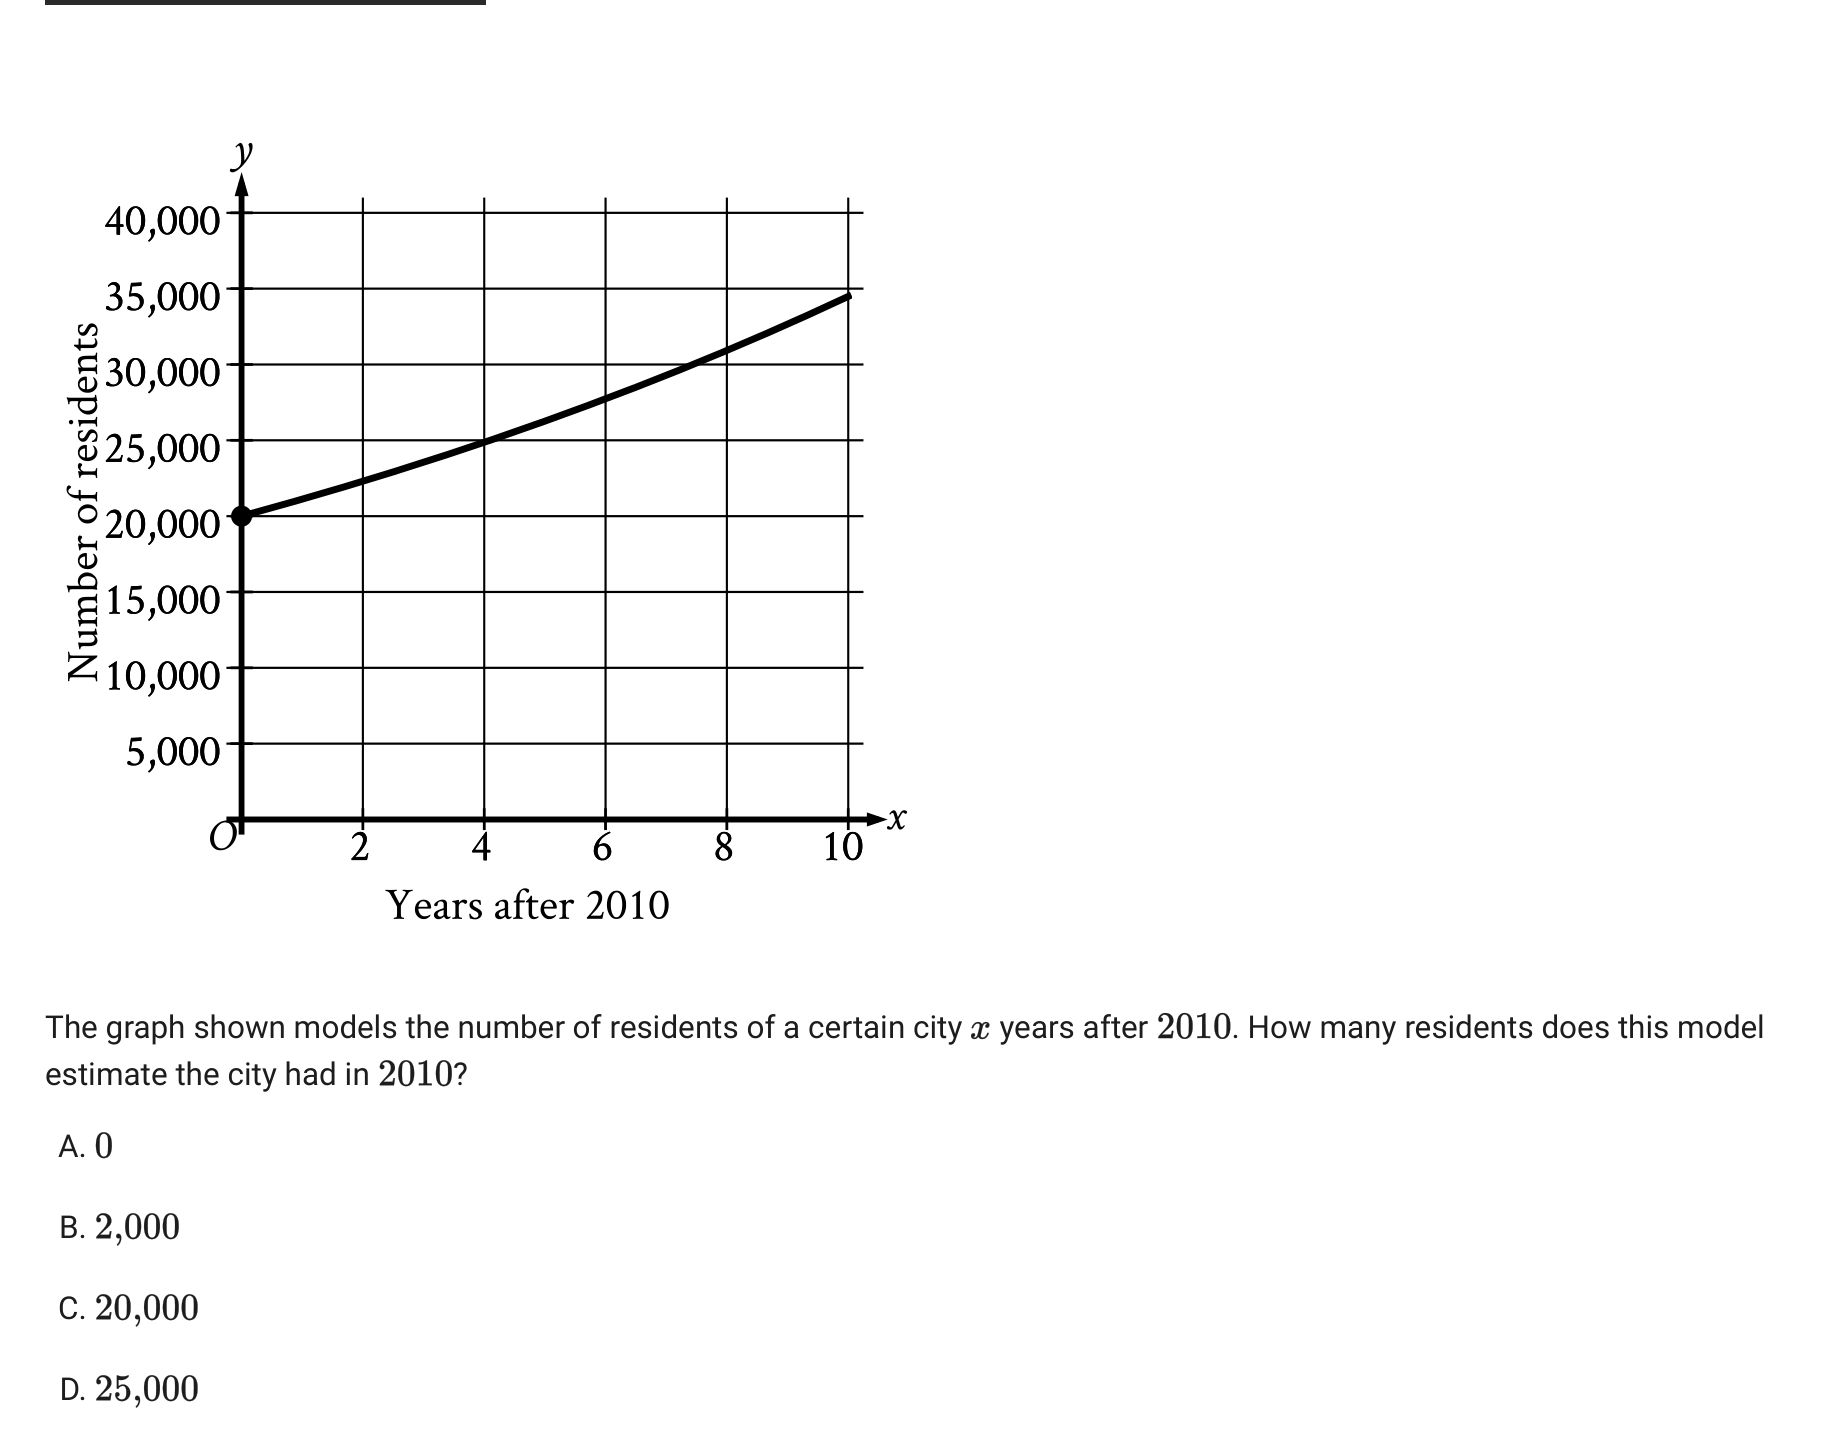 y
40,000
35,000
30,000
25,000
20,000
15,000
10,000
5,000
Number of residents
O
2 4 6 8 10
x
Years after 2010
The graph shown models the number of residents of a certain city x years after 2010. How many residents does this model
estimate the city had in 2010?
A. 0
B. 2,000
C. 20,000
D. 25,000